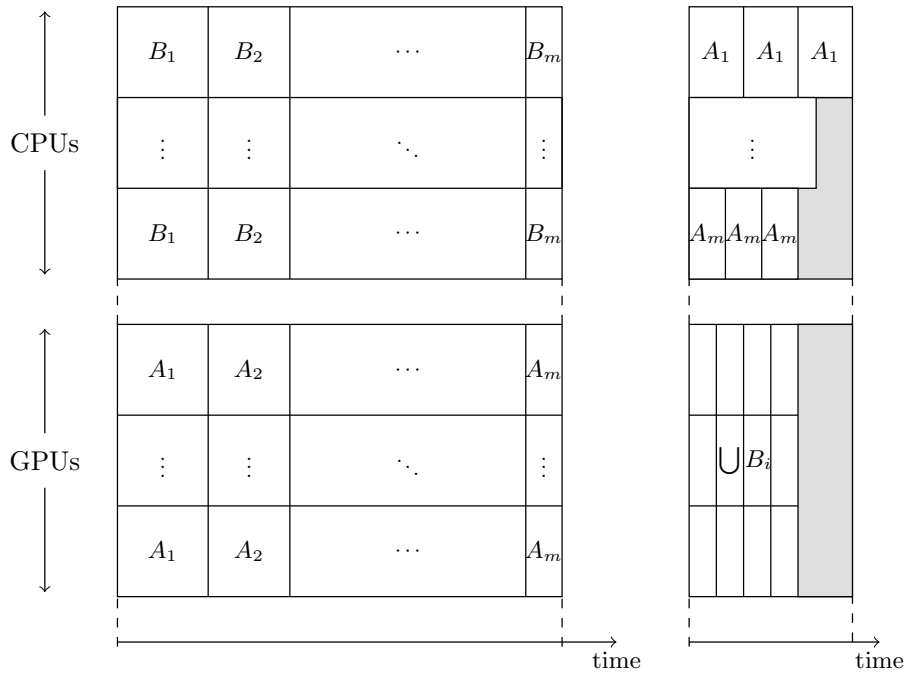 B₁ B₂ ⋯ Bₘ A₁ A₁ A₁
CPUs ⋮ ⋮ ⋱ ⋮ ⋮
B₁ B₂ ⋯ Bₘ Aₘ Aₘ Aₘ
A₁ A₂ ⋯ Aₘ
GPUs ⋮ ⋮ ⋱ ⋮ ⋃ Bᵢ
A₁ A₂ ⋯ Aₘ
time time